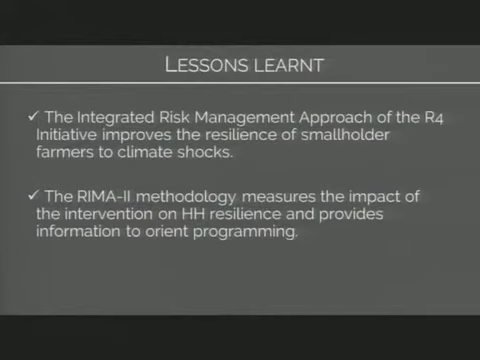 LESSONS LEARNT
✓ The Integrated Risk Management Approach of the R4
Initiative improves the resilience of smallholder
farmers to climate shocks.
✓ The RIMA-II methodology measures the impact of
the intervention on HH resilience and provides
information to orient programming.